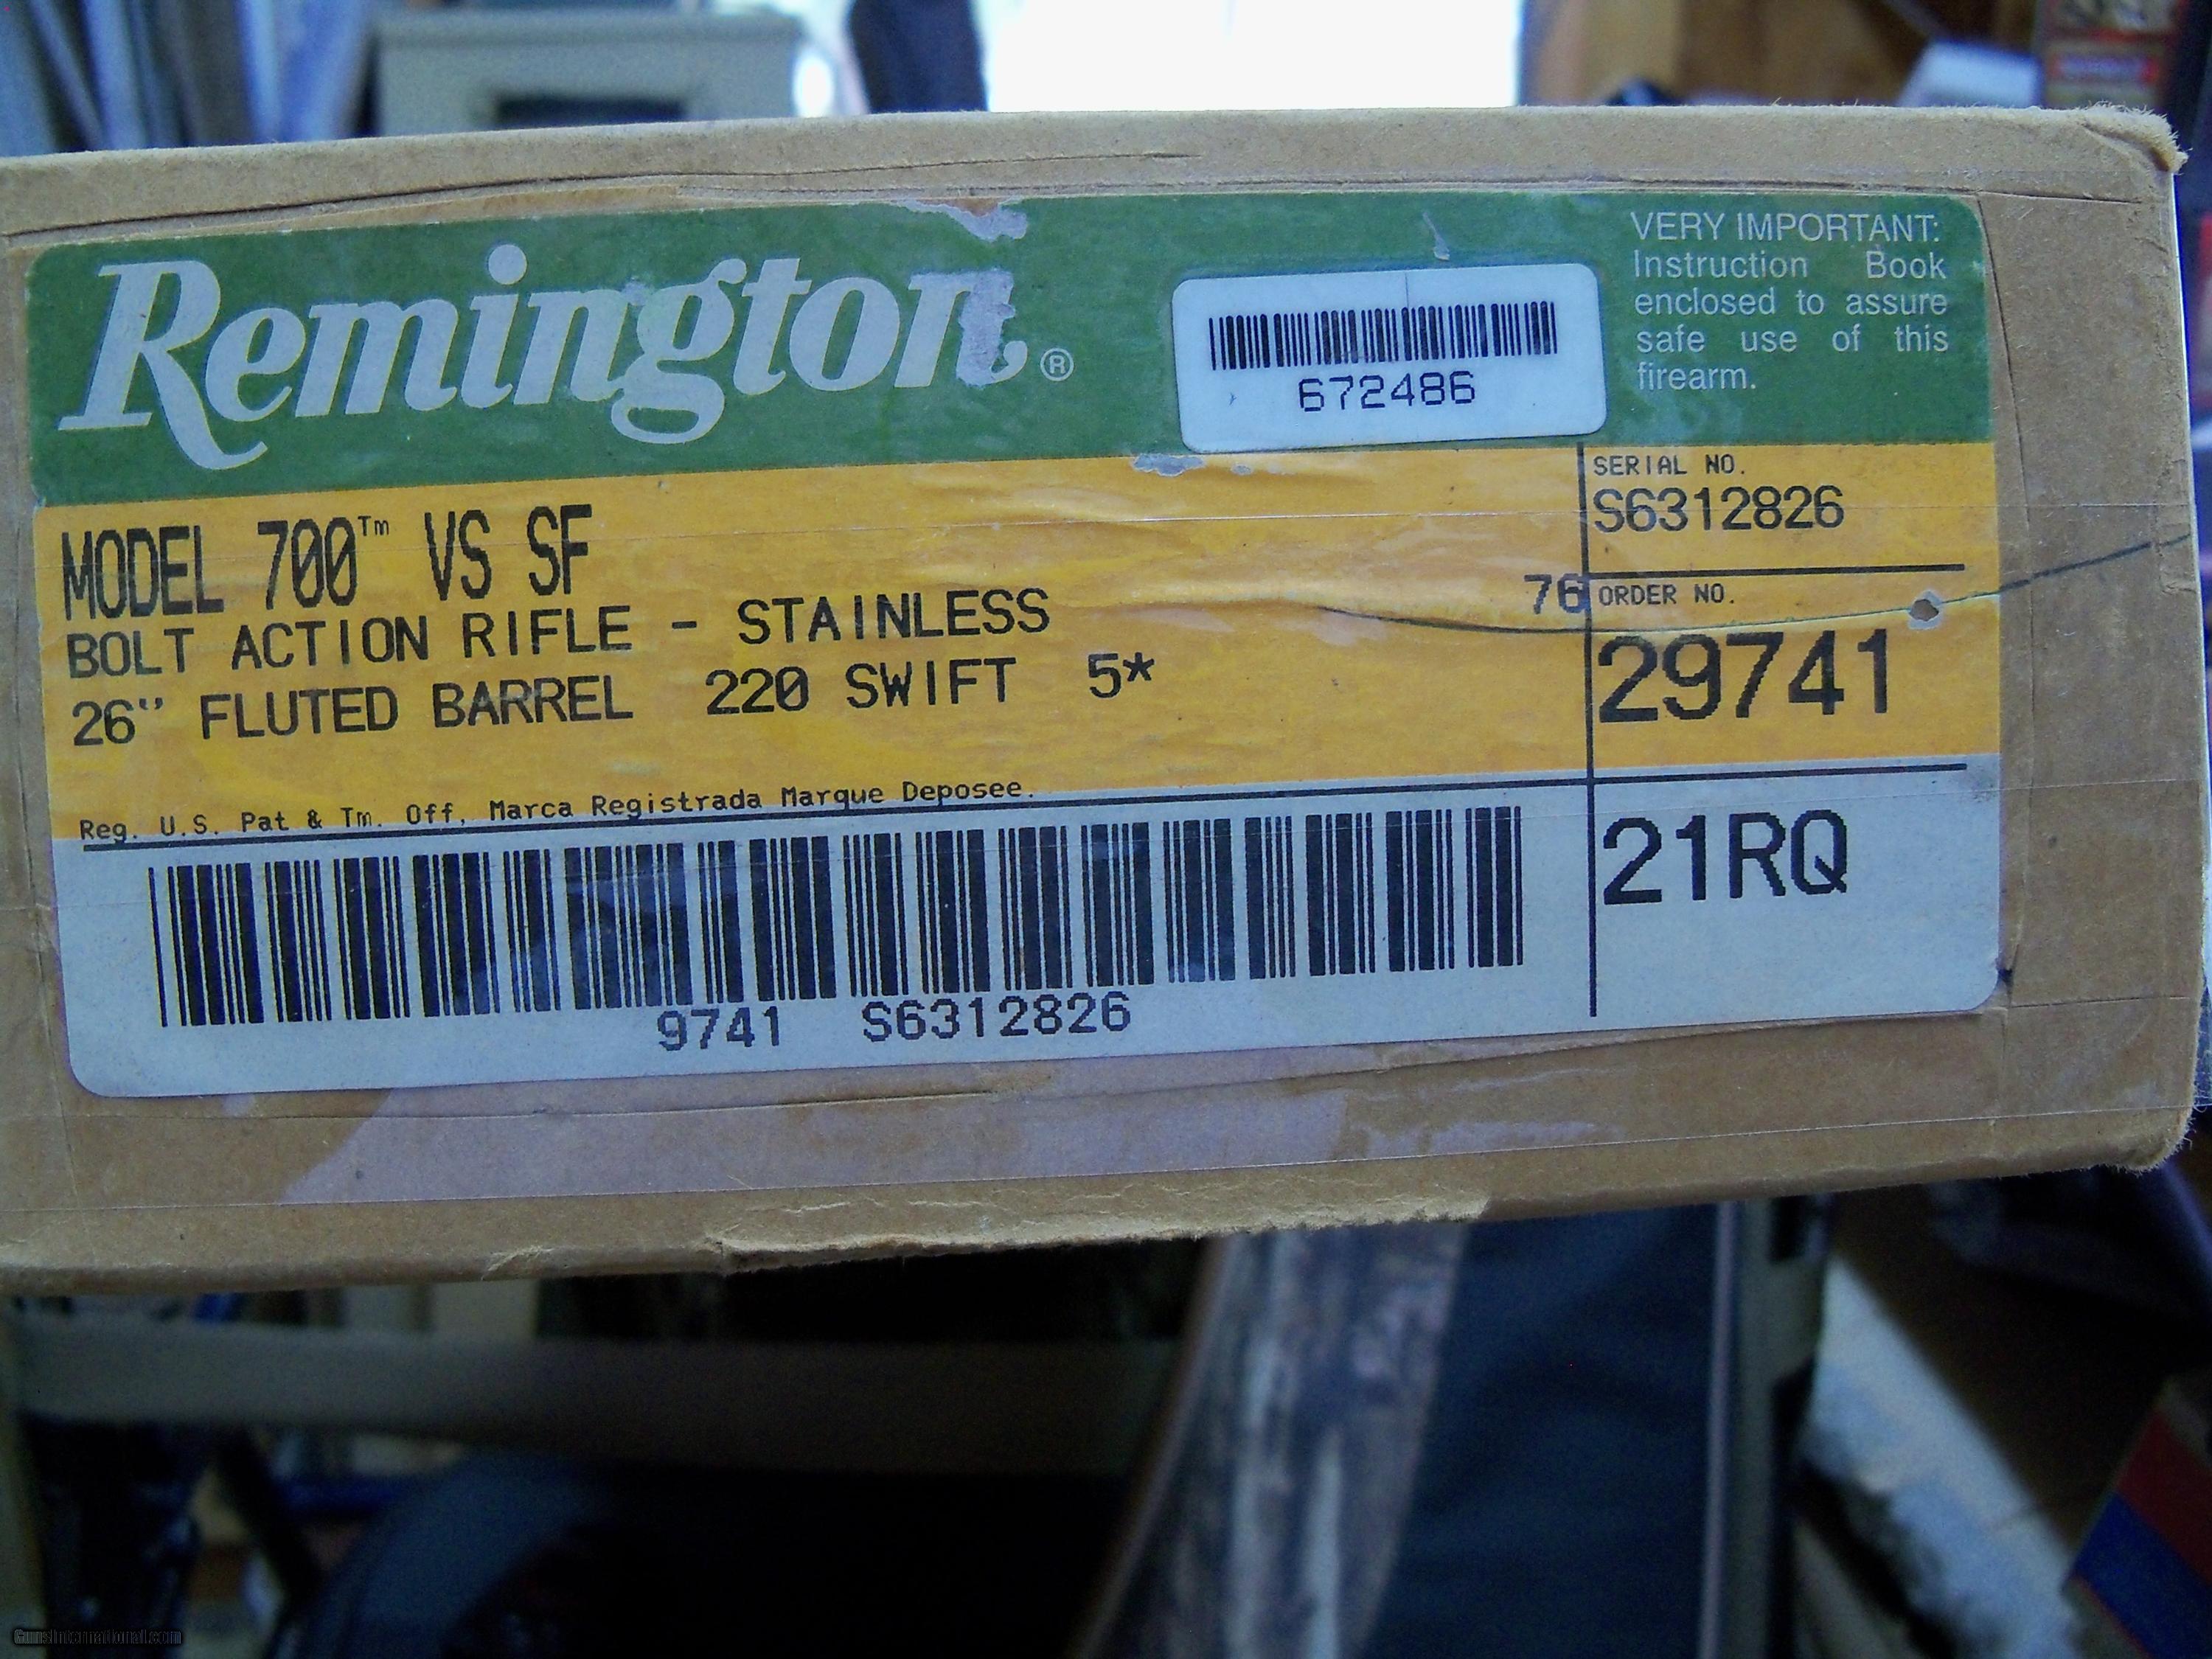 Remington®
672486
VERY IMPORTANT:
Instruction Book
enclosed to assure
safe use of this
firearm.
MODEL 700™ VS SF
BOLT ACTION RIFLE - STAINLESS
26" FLUTED BARREL 220 SWIFT 5*
76
SERIAL NO.
S6312826
ORDER NO.
29741
Reg. U.S. Pat & Tm. Off, Marca Registrada Marque Deposee.
9741 S6312826
21RQ
GunsInternational.com